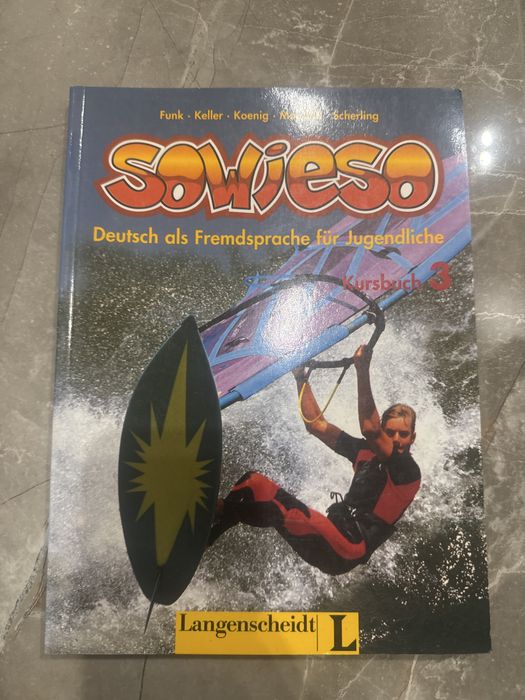 Funk · Keller · Koenig · Scherling
sowieso
Deutsch als Fremdsprache für Jugendliche
Kursbuch 3
Langenscheidt L